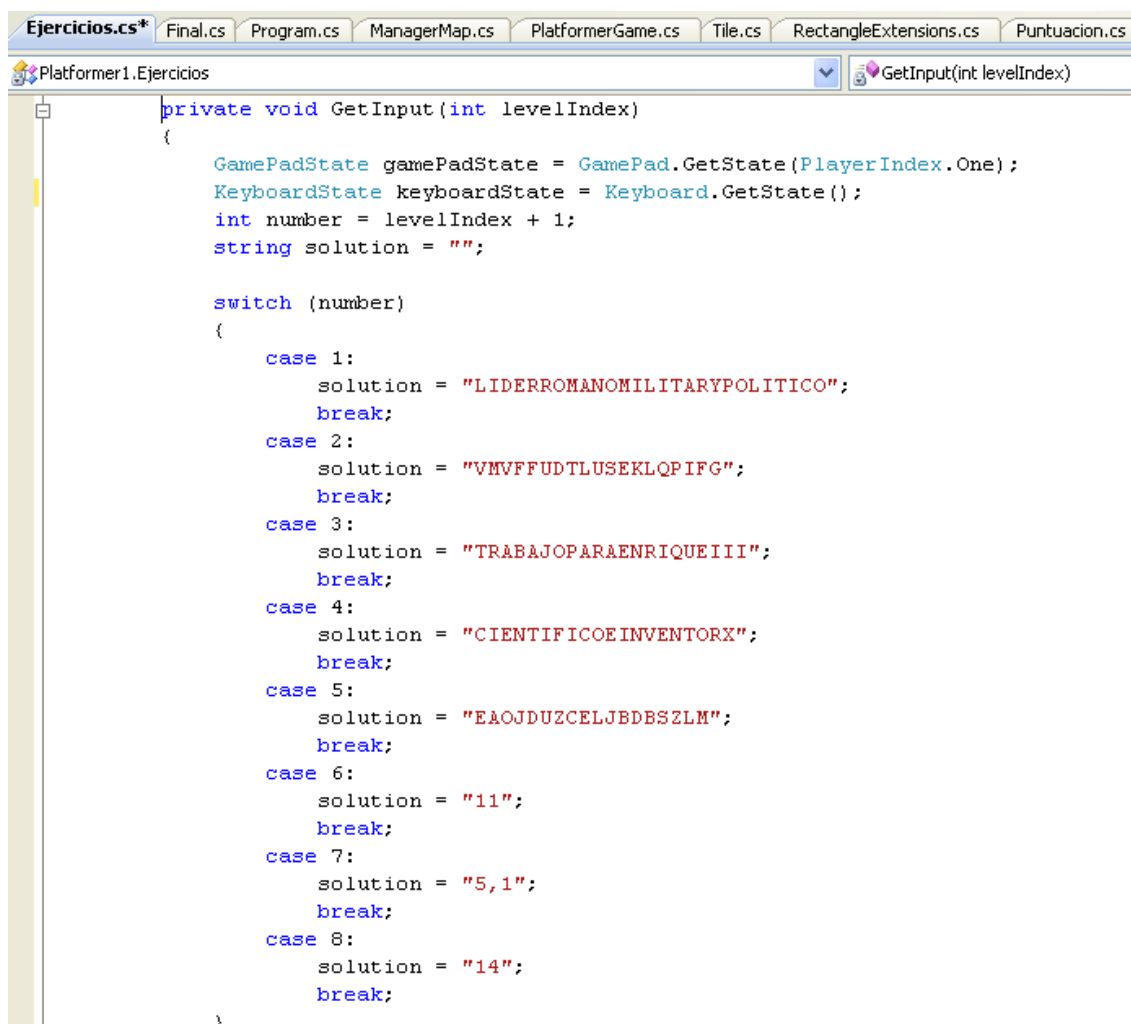 Ejercicios.cs* Final.cs Program.cs ManagerMap.cs PlatformerGame.cs Tile.cs RectangleExtensions.cs Puntuacion.cs
Platformer1.Ejercicios GetInput(int levelIndex)
private void GetInput(int levelIndex)
{
GamePadState gamePadState = GamePad.GetState(PlayerIndex.One);
KeyboardState keyboardState = Keyboard.GetState();
int number = levelIndex + 1;
string solution = "";
switch (number)
{
case 1:
solution = "LIDERROMANOMILITARYPOLITICO";
break;
case 2:
solution = "VMVFFUDTLUSEKLQPIFG";
break;
case 3:
solution = "TRABAJOPARAENRIQUEIII";
break;
case 4:
solution = "CIENTIFICOEINVENTORX";
break;
case 5:
solution = "EAOJDUZCELJBDBSZLM";
break;
case 6:
solution = "11";
break;
case 7:
solution = "5,1";
break;
case 8:
solution = "14";
break;
}